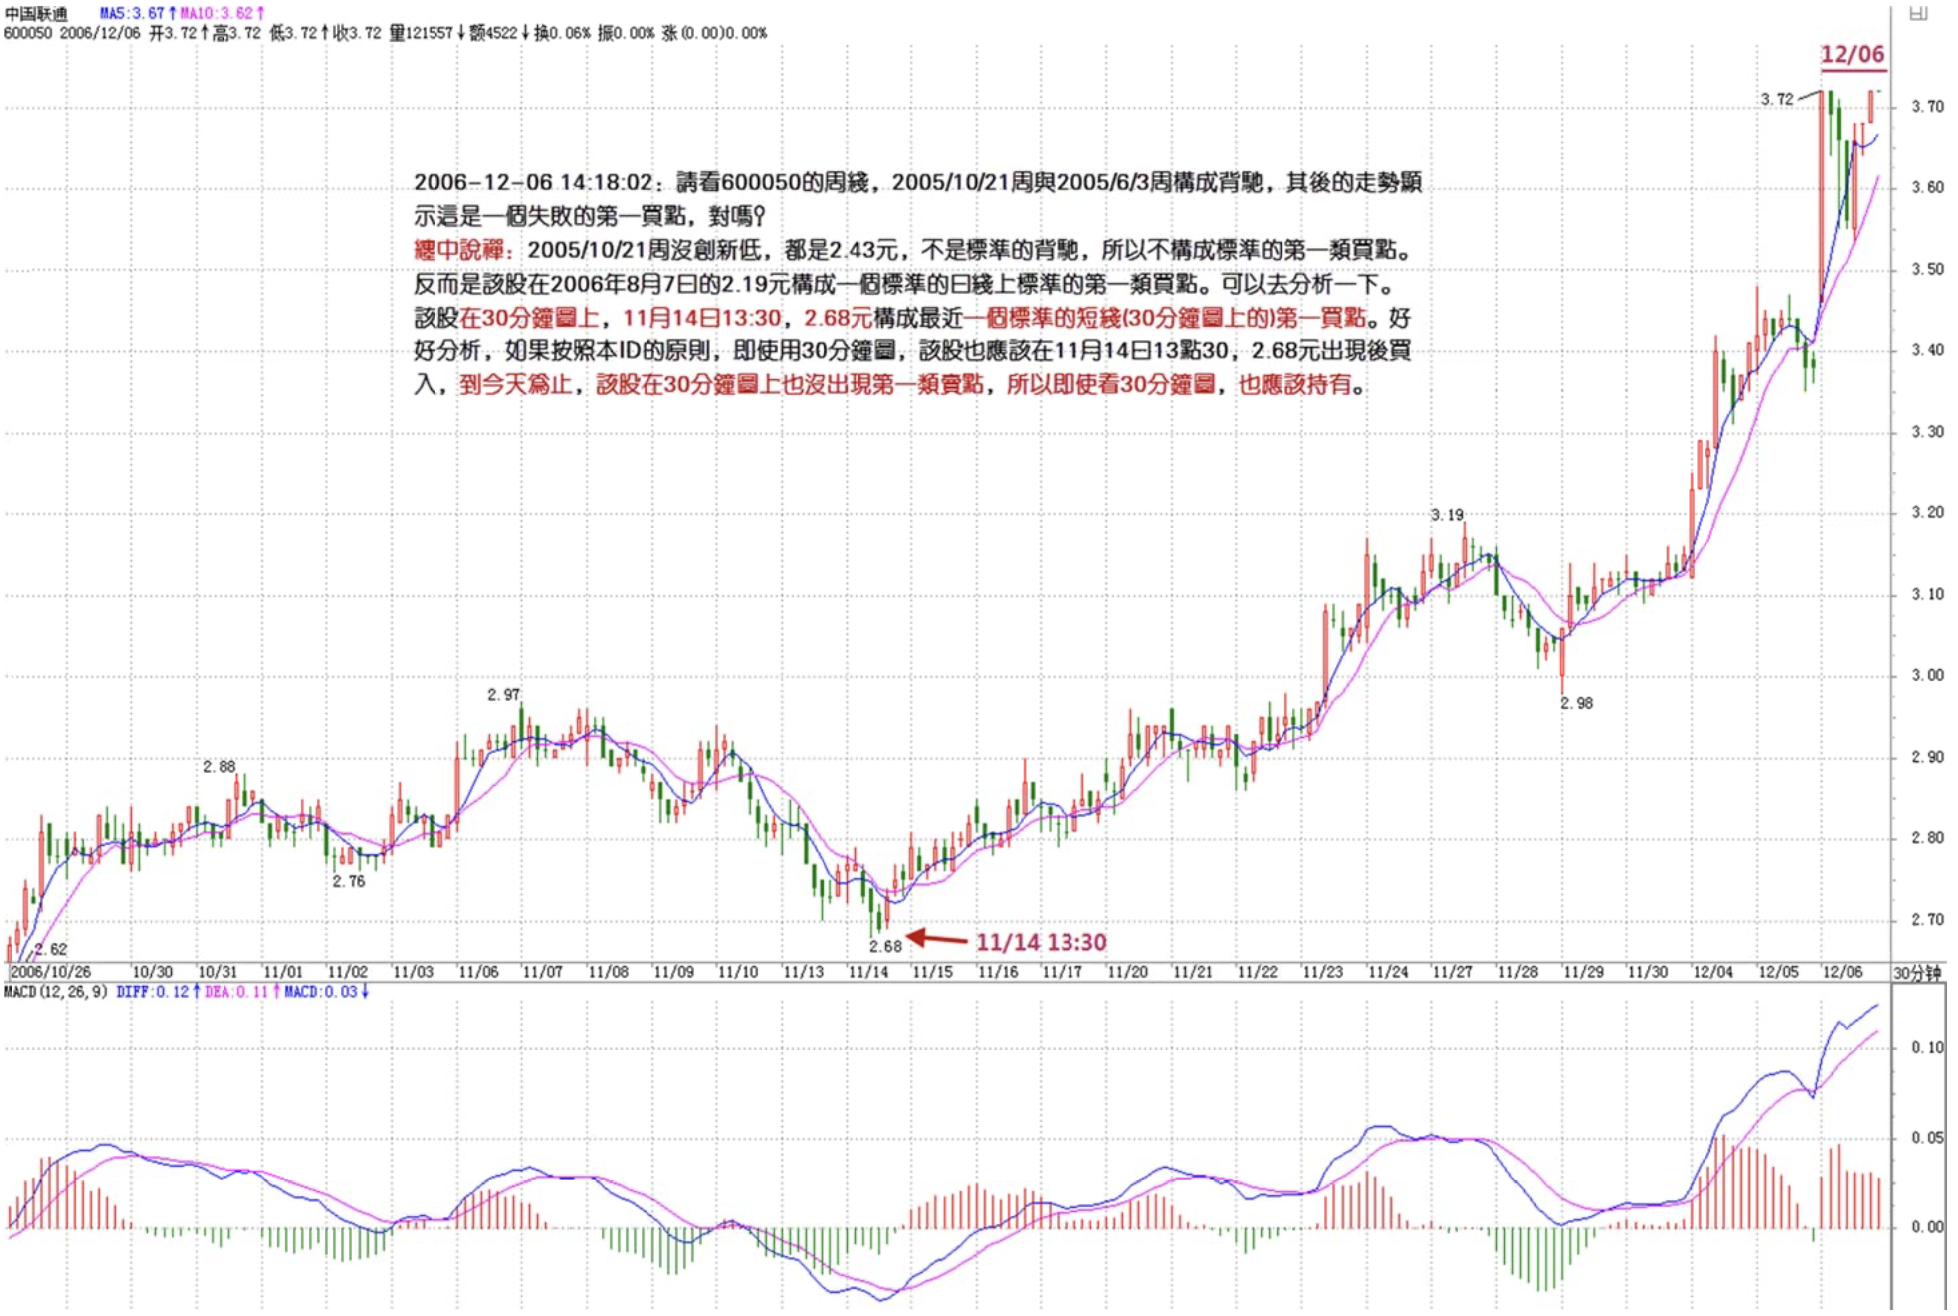 中国联通 MA5:3.67↑MA10:3.62↑
600050 2006/12/06 开3.72↑高3.72 低3.72↑收3.72 量121557↓额4522↓换0.06% 振0.00% 涨(0.00)0.00%
12/06
3.72
3.70
2006-12-06 14:18:02：請看600050的周綫，2005/10/21周與2005/6/3周構成背馳，其後的走勢顯
3.60
示這是一個失敗的第一買點，對嗎?
纏中說禪：2005/10/21周沒創新低，都是2.43元，不是標準的背馳，所以不構成標準的第一類買點。
3.50
反而是該股在2006年8月7日的2.19元構成一個標準的日綫上標準的第一類買點。可以去分析一下。
該股在30分鐘圖上，11月14日13:30，2.68元構成最近一個標準的短綫(30分鐘圖上的)第一買點。好
好分析，如果按照本ID的原則，即使用30分鐘圖，該股也應該在11月14日13點30，2.68元出現後買
3.40
入，到今天爲止，該股在30分鐘圖上也沒出現第一類賣點，所以即使看30分鐘圖，也應該持有。
3.30
3.19
3.20
3.10
3.00
2.97
2.98
2.88
2.90
2.80
2.76
2.70
2.62
2.68
11/14 13:30
2006/10/26 10/30 10/31 11/01 11/02 11/03 11/06 11/07 11/08 11/09 11/10 11/13 11/14 11/15 11/16 11/17 11/20 11/21 11/22 11/23 11/24 11/27 11/28 11/29 11/30 12/04 12/05 12/06 30分钟
MACD(12,26,9) DIFF:0.12↑DEA:0.11↑MACD:0.03↓
0.10
0.05
0.00